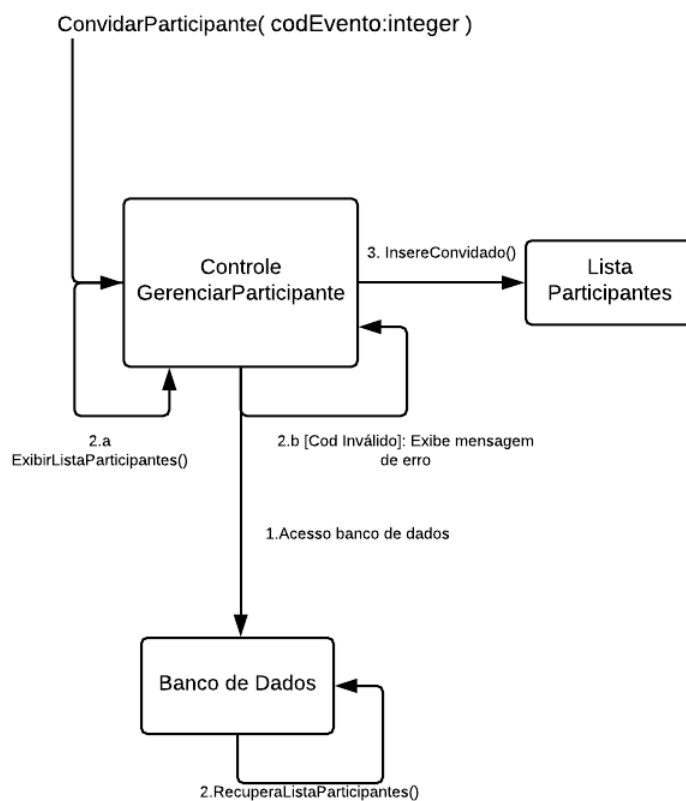 ConvidarParticipante( codEvento:integer )
Controle
GerenciarParticipante
3. InsereConvidado()
Lista
Participantes
2.a
ExibirListaParticipantes()
2.b [Cod Inválido]: Exibe mensagem
de erro
1.Acesso banco de dados
Banco de Dados
2.RecuperaListaParticipantes()